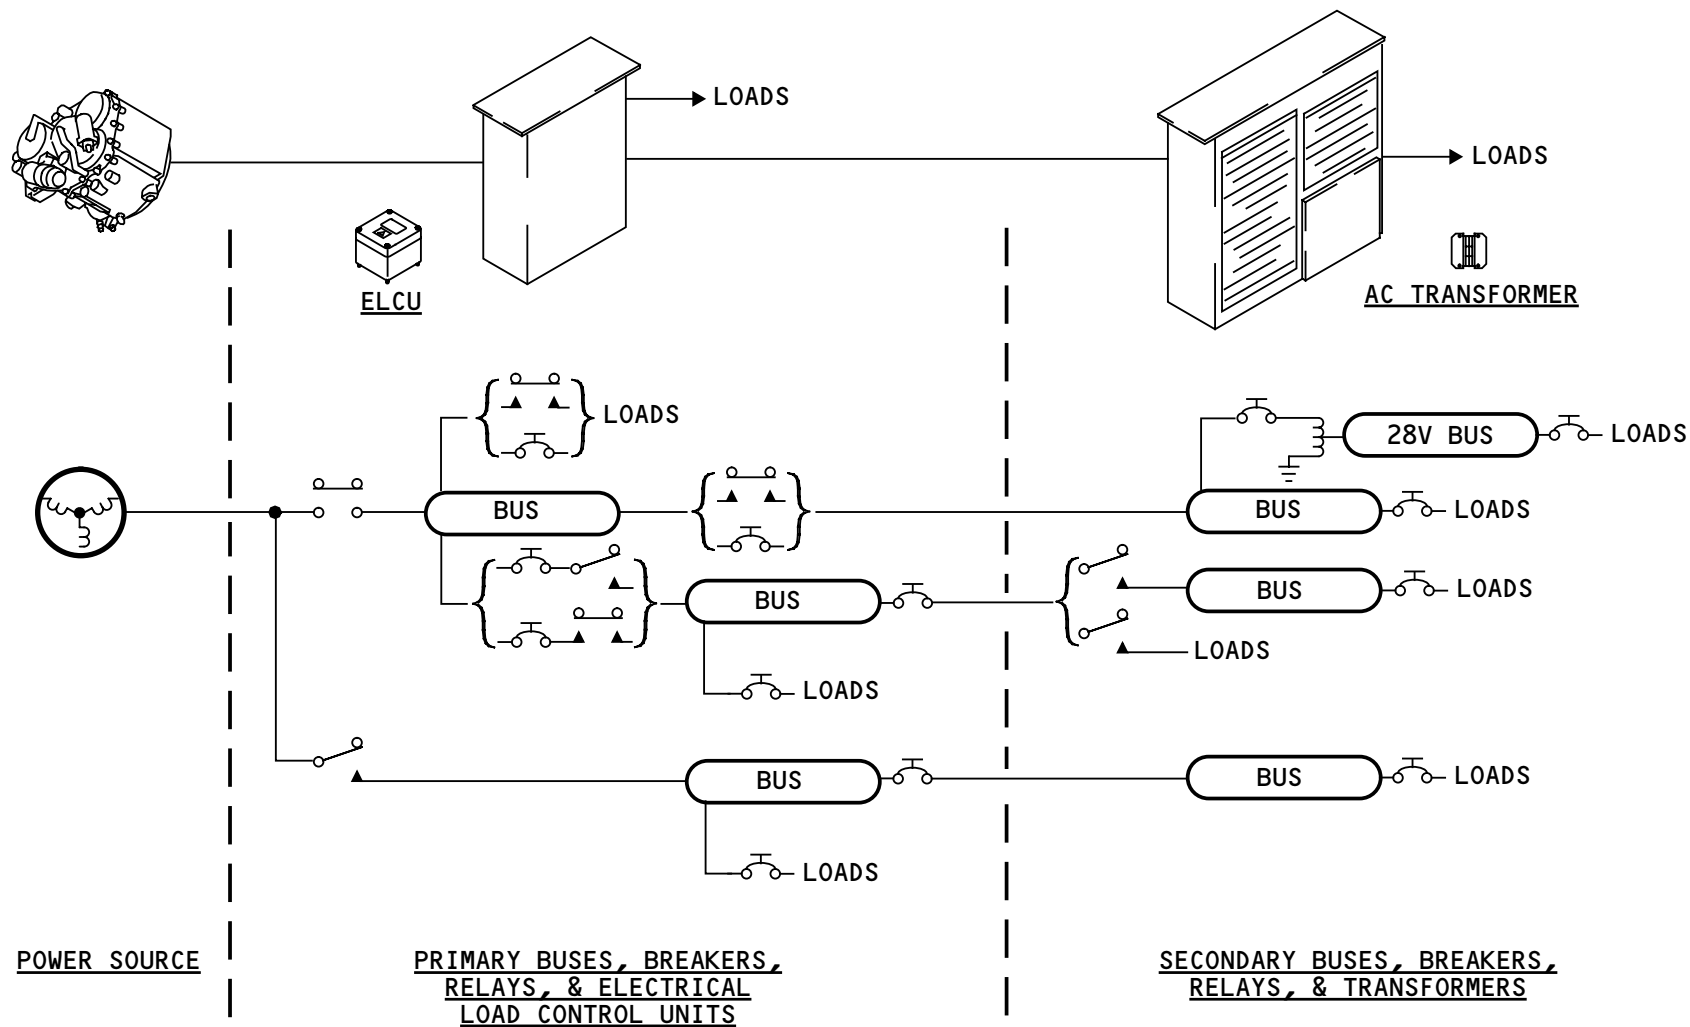 LOADS
LOADS
ELCU
AC TRANSFORMER
LOADS
28V BUS
LOADS
BUS
BUS
LOADS
BUS
BUS
LOADS
LOADS
LOADS
BUS
BUS
LOADS
LOADS
POWER SOURCE
PRIMARY BUSES, BREAKERS,
RELAYS, & ELECTRICAL
LOAD CONTROL UNITS
SECONDARY BUSES, BREAKERS,
RELAYS, & TRANSFORMERS